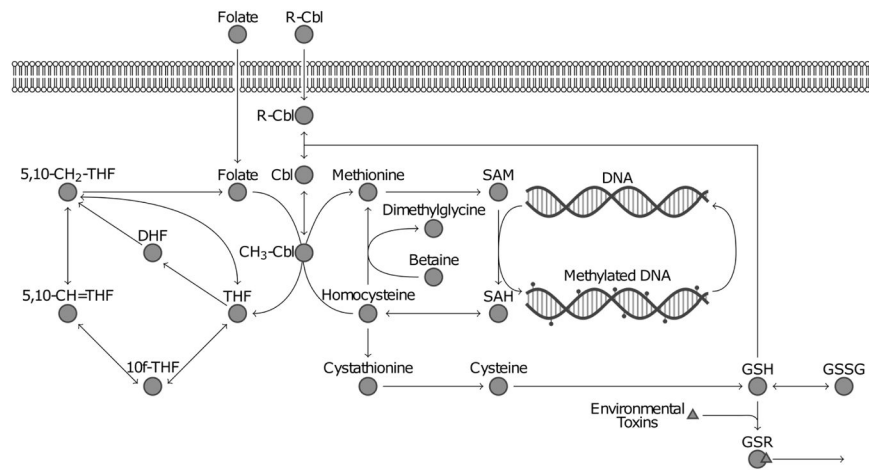 Folate
R-Cbl
R-Cbl
5,10-CH₂-THF
Folate
Cbl
Methionine
SAM
DNA
Dimethylglycine
DHF
CH₃-Cbl
Betaine
Methylated DNA
5,10-CH=THF
THF
Homocysteine
SAH
10f-THF
Cystathionine
Cysteine
GSH
GSSG
Environmental
Toxins
GSR